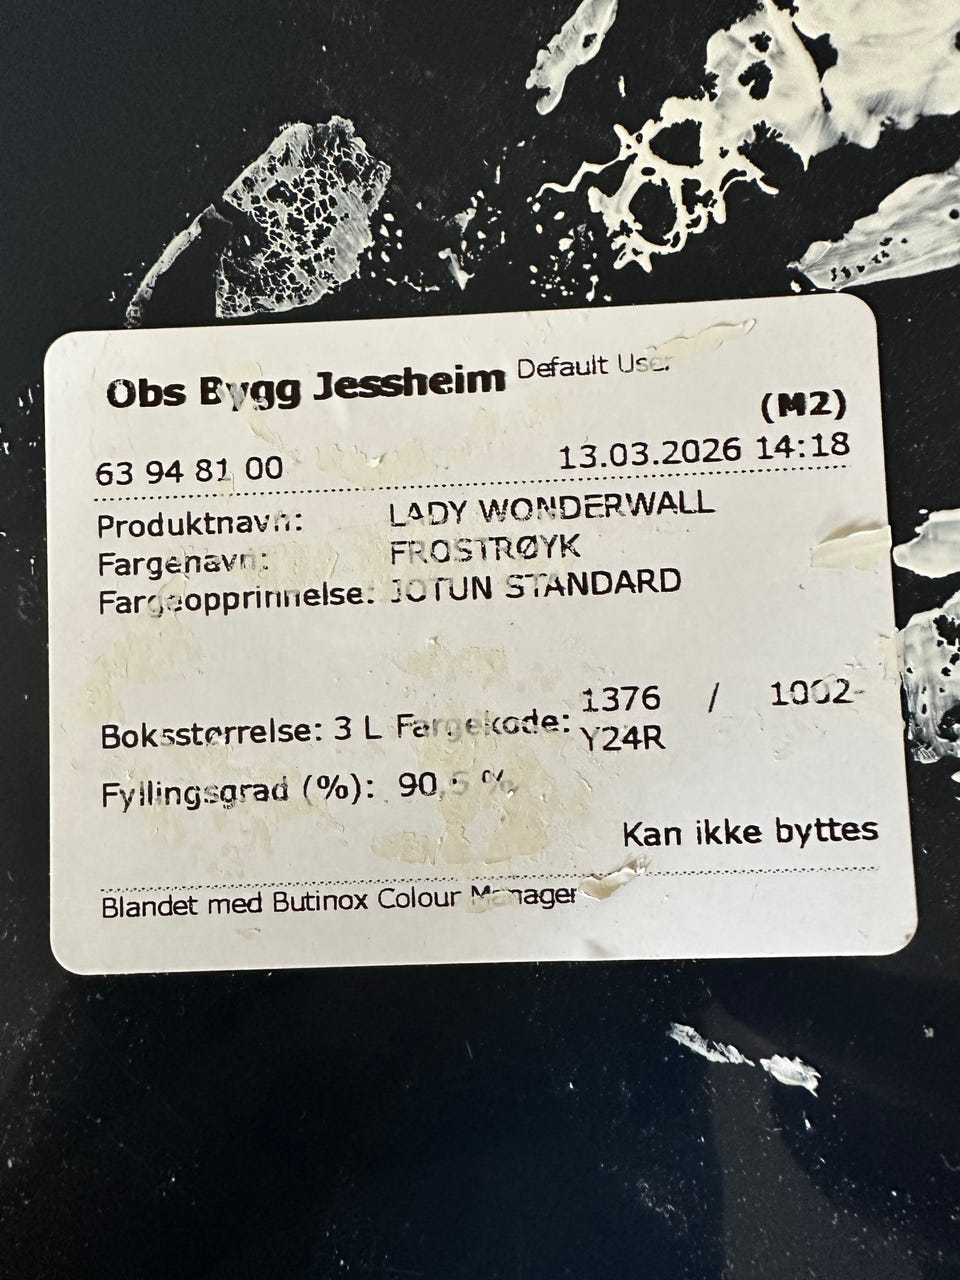 Obs Bygg Jessheim Default User
(M2)
63 94 81 00 13.03.2026 14:18
Produktnavn: LADY WONDERWALL
Fargenavn: FROSTRØYK
Fargeopprinnelse: JOTUN STANDARD
Boksstørrelse: 3 L Fargekode: 1376 / 1002-
Y24R
Fyllingsgrad (%): 90,5 %
Kan ikke byttes
Blandet med Butinox Colour Manager